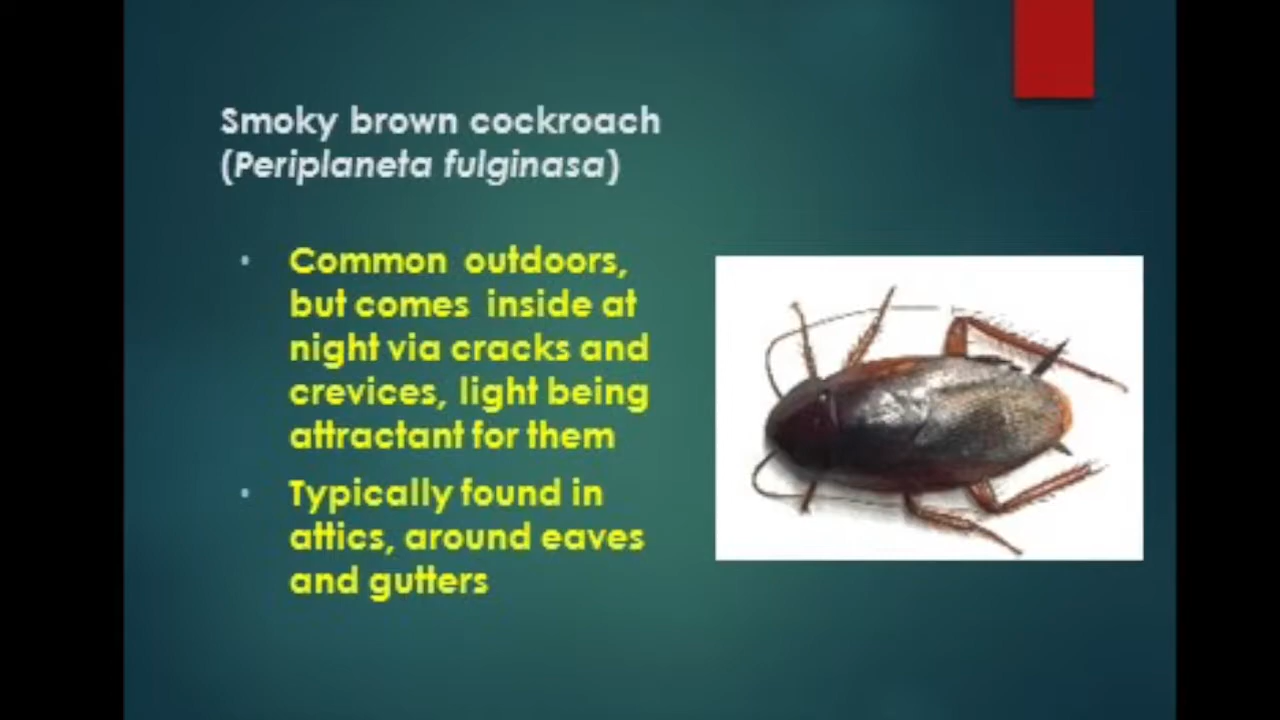 Smoky brown cockroach
(Periplaneta fulginasa)
• Common outdoors,
but comes inside at
night via cracks and
crevices, light being
attractant for them
• Typically found in
attics, around eaves
and gutters